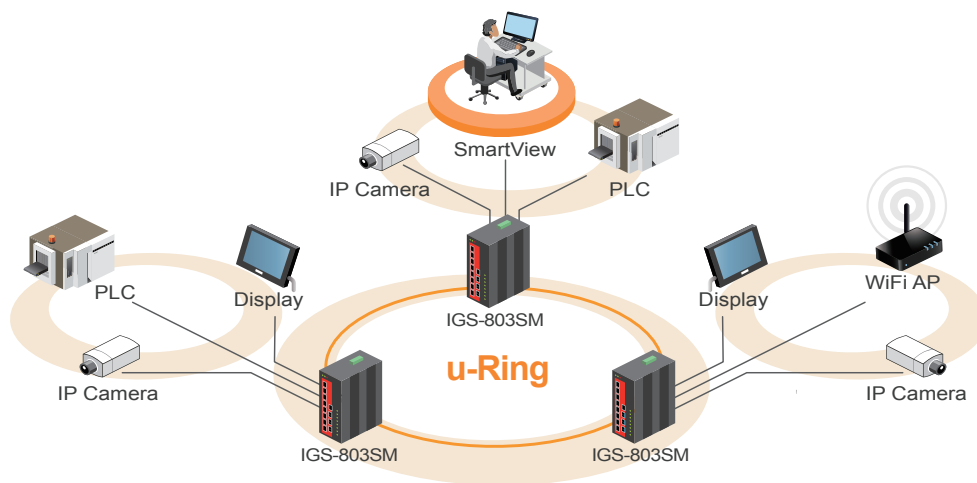 SmartView
IP Camera
PLC
PLC
Display
IGS-803SM
Display
WiFi AP
u-Ring
IP Camera
IP Camera
IGS-803SM
IGS-803SM